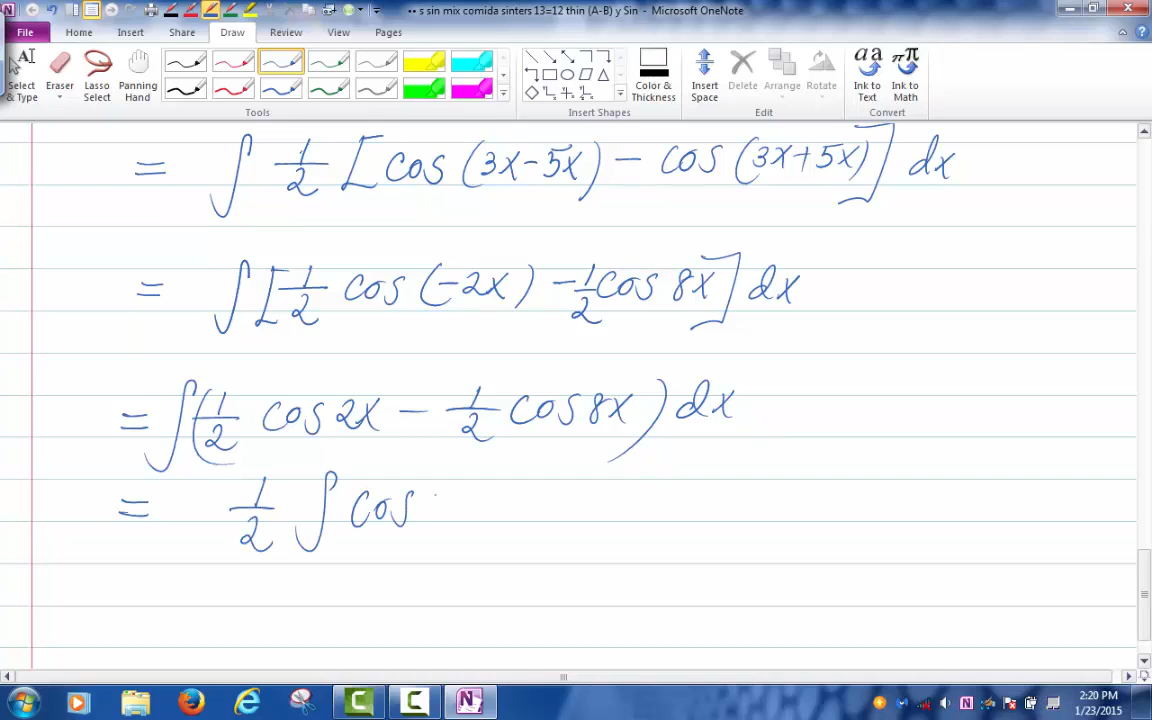 •• s sin mix comida sinters 13=12 thin (A-B) y Sin - Microsoft OneNote
File Home Insert Share Draw Review View Pages
Select & Type Eraser Lasso Select Panning Hand Color & Thickness Insert Space Delete Arrange Rotate Ink to Text Ink to Math
Tools Insert Shapes Edit Convert
= ∫ 1/2 [cos (3x-5x) - cos (3x+5x)] dx
= ∫ [1/2 cos (-2x) - 1/2 cos 8x] dx
= ∫ (1/2 cos 2x - 1/2 cos 8x) dx
= 1/2 ∫ cos
2:20 PM
1/23/2015